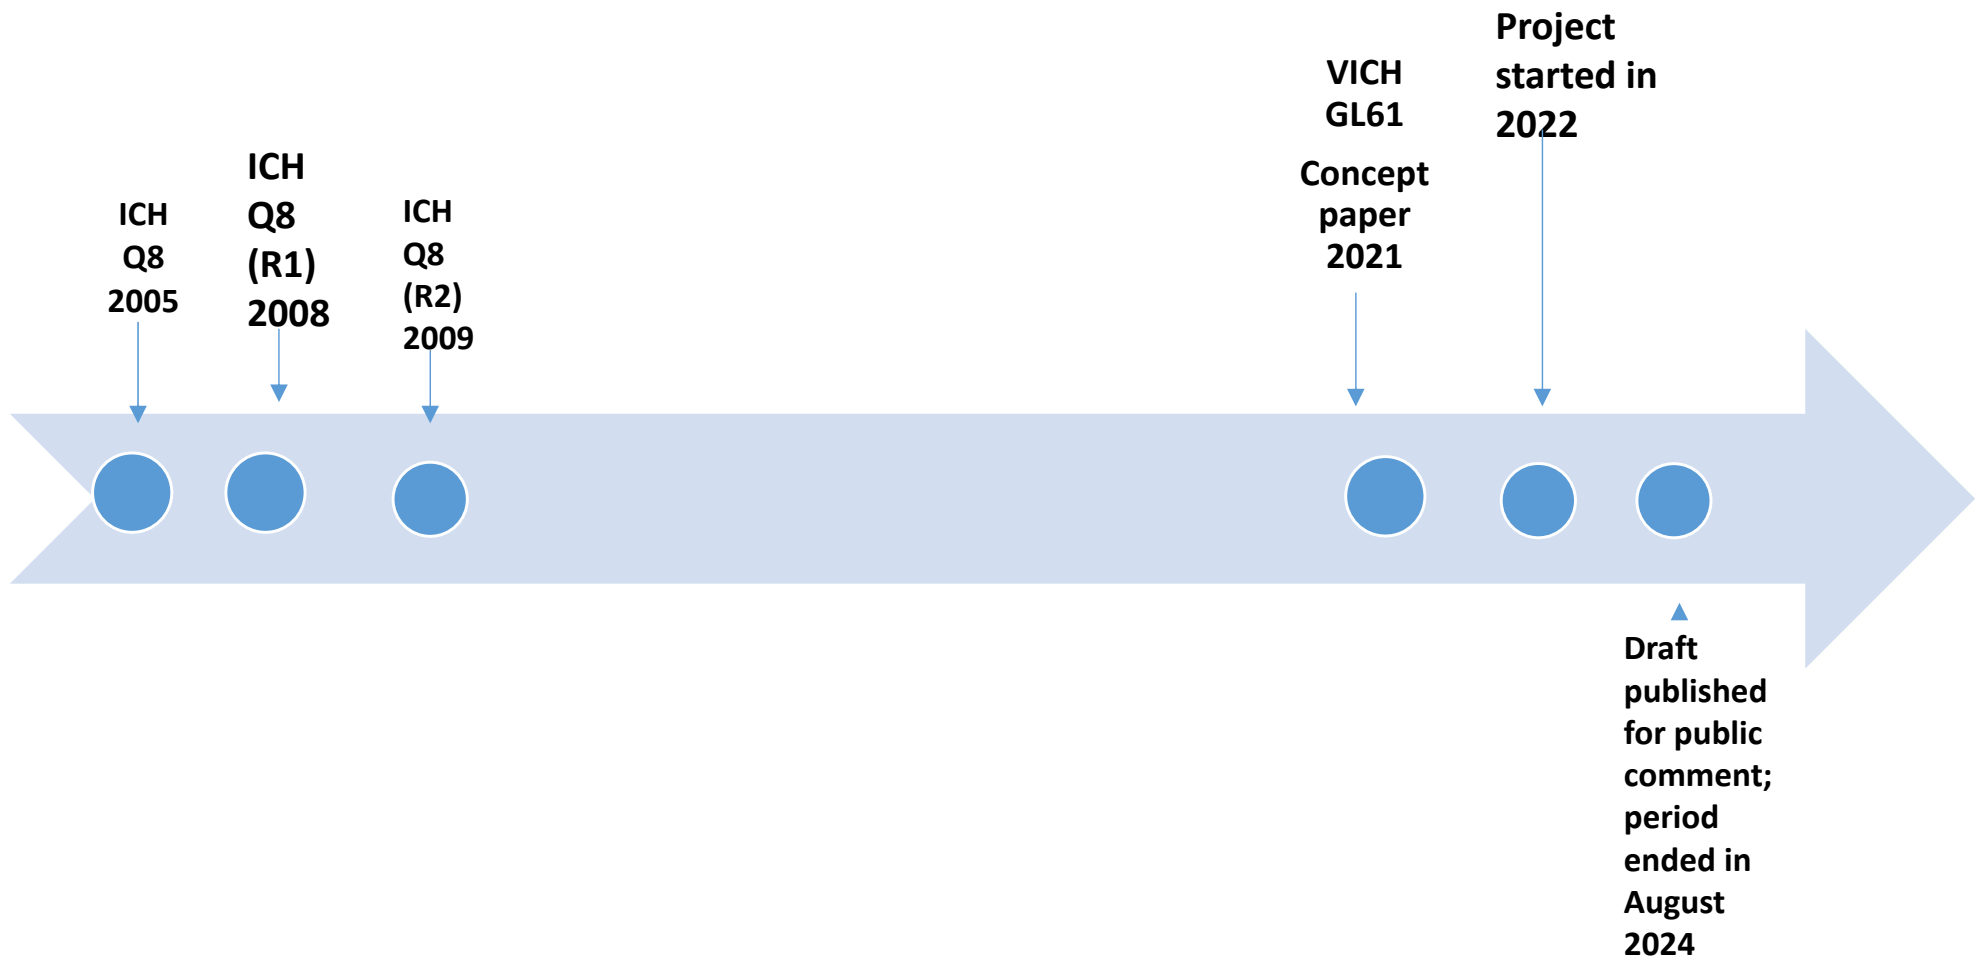 ICH
Q8
2005
ICH
Q8
(R1)
2008
ICH
Q8
(R2)
2009
VICH
GL61
Concept
paper
2021
Project
started in
2022
Draft
published
for public
comment;
period
ended in
August
2024